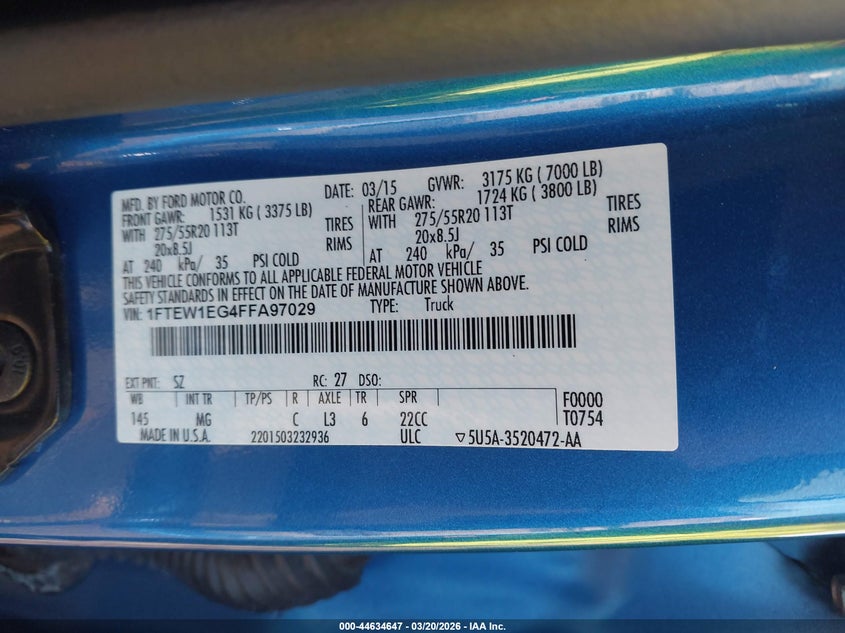 MFD. BY FORD MOTOR CO. DATE: 03/15 GVWR: 3175 KG ( 7000 LB)
FRONT GAWR: 1531 KG ( 3375 LB) REAR GAWR: 1724 KG ( 3800 LB)
WITH 275/55R20 113T TIRES WITH 275/55R20 113T TIRES
20x8.5J RIMS 20x8.5J RIMS
AT 240 kPa/ 35 PSI COLD AT 240 kPa/ 35 PSI COLD
THIS VEHICLE CONFORMS TO ALL APPLICABLE FEDERAL MOTOR VEHICLE
SAFETY STANDARDS IN EFFECT ON THE DATE OF MANUFACTURE SHOWN ABOVE.
VIN: 1FTEW1EG4FFA97029 TYPE: Truck
EXT PNT: SZ RC: 27 DSO: F0000
WB INT TR TP/PS R AXLE TR SPR T0754
145 MG C L3 6 22CC
MADE IN U.S.A. 2201503232936 ULC ▽5U5A-3520472-AA
000-44634647 / 03/20/2026 - IAA Inc.